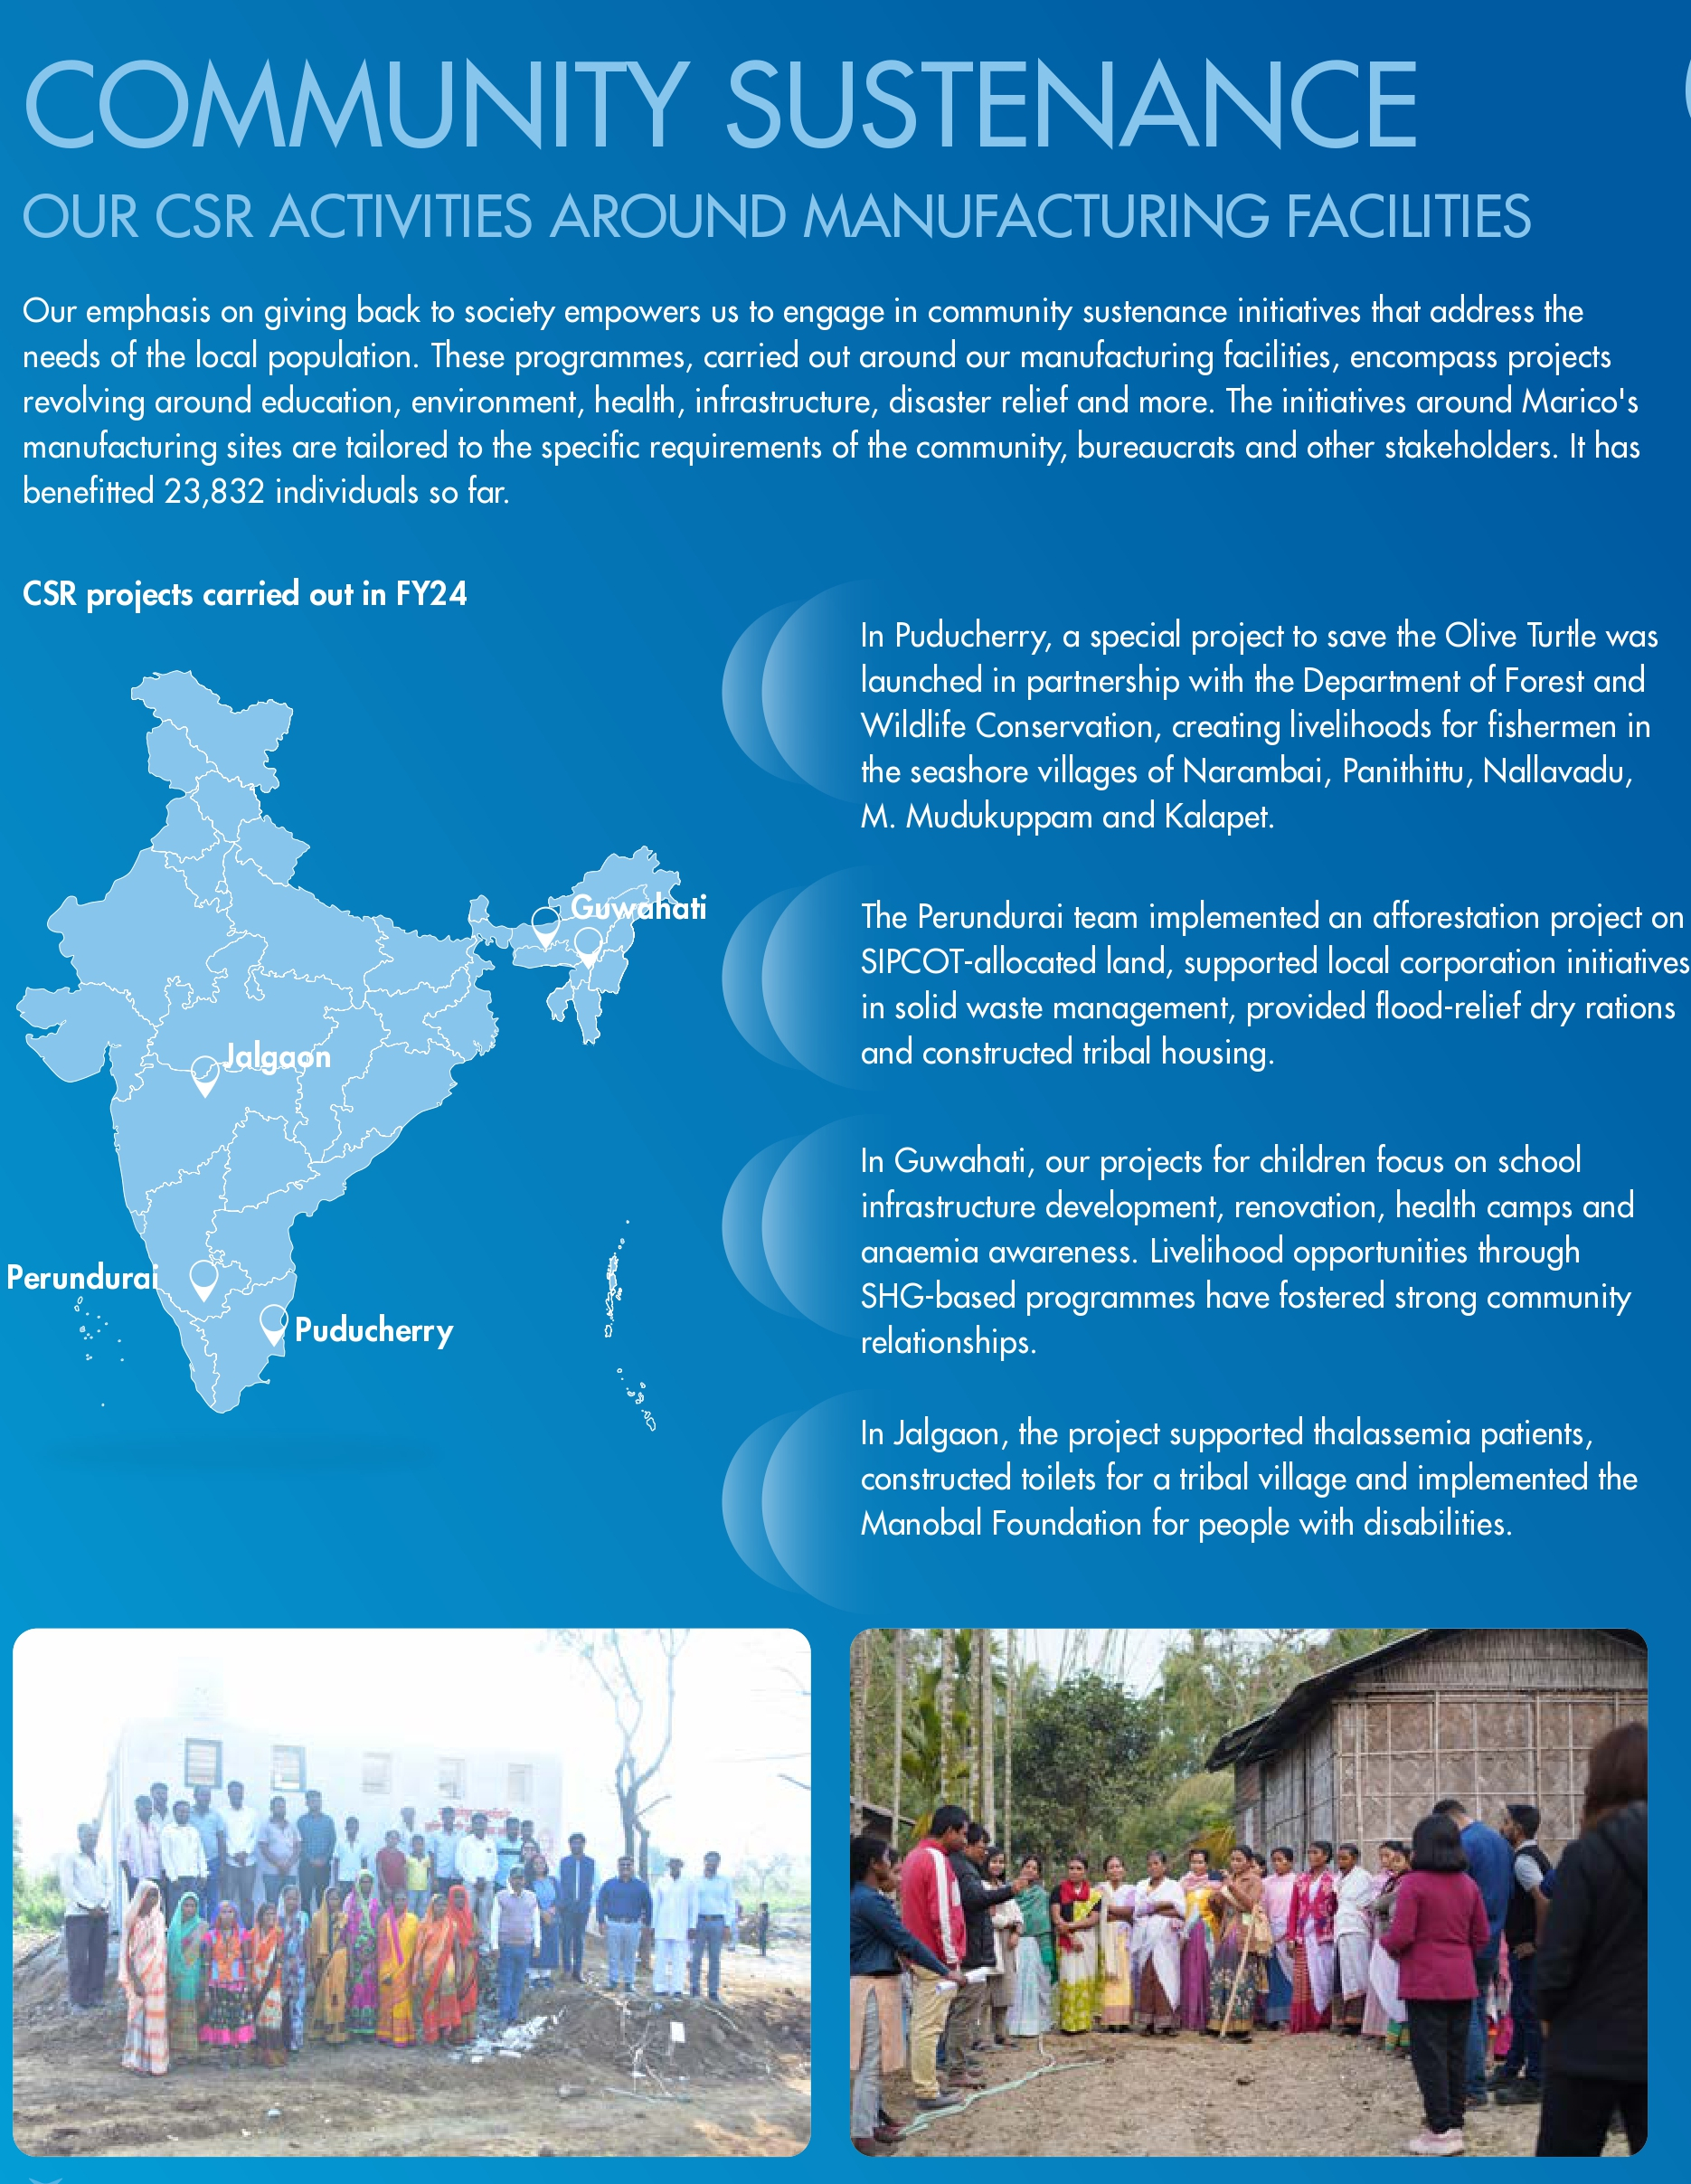 COMMUNITY SUSTENANCE
OUR CSR ACTIVITIES AROUND MANUFACTURING FACILITIES
Our emphasis on giving back to society empowers us to engage in community sustenance initiatives that address the
needs of the local population. These programmes, carried out around our manufacturing facilities, encompass projects
revolving around education, environment, health, infrastructure, disaster relief and more. The initiatives around Marico's
manufacturing sites are tailored to the specific requirements of the community, bureaucrats and other stakeholders. It has
benefitted 23,832 individuals so far.
CSR projects carried out in FY24
Guwahati
Jalgaon
Perundurai
Puducherry
In Puducherry, a special project to save the Olive Turtle was
launched in partnership with the Department of Forest and
Wildlife Conservation, creating livelihoods for fishermen in
the seashore villages of Narambai, Panithittu, Nallavadu,
M. Mudukuppam and Kalapet.
The Perundurai team implemented an afforestation project on
SIPCOT-allocated land, supported local corporation initiatives
in solid waste management, provided flood-relief dry rations
and constructed tribal housing.
In Guwahati, our projects for children focus on school
infrastructure development, renovation, health camps and
anaemia awareness. Livelihood opportunities through
SHG-based programmes have fostered strong community
relationships.
In Jalgaon, the project supported thalassemia patients,
constructed toilets for a tribal village and implemented the
Manobal Foundation for people with disabilities.